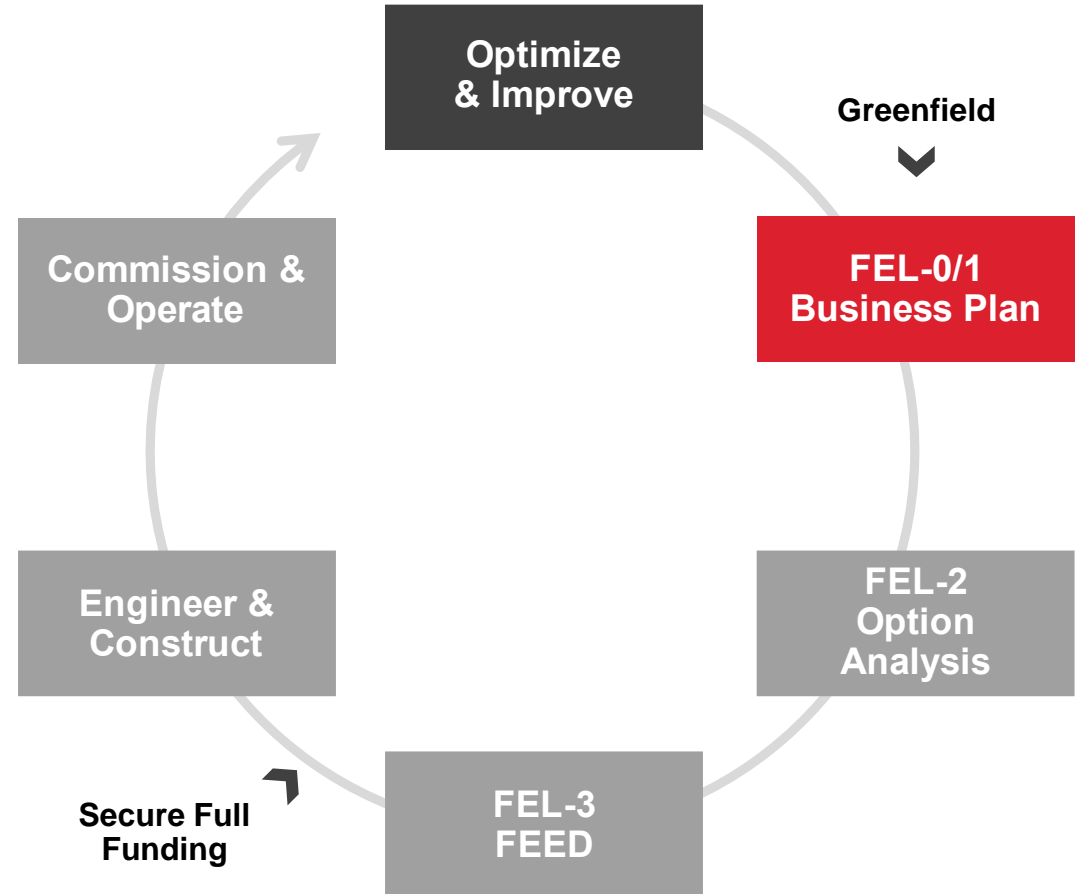 Optimize
& Improve
Greenfield
FEL-0/1
Business Plan
FEL-2
Option
Analysis
FEL-3
FEED
Secure Full
Funding
Engineer &
Construct
Commission &
Operate